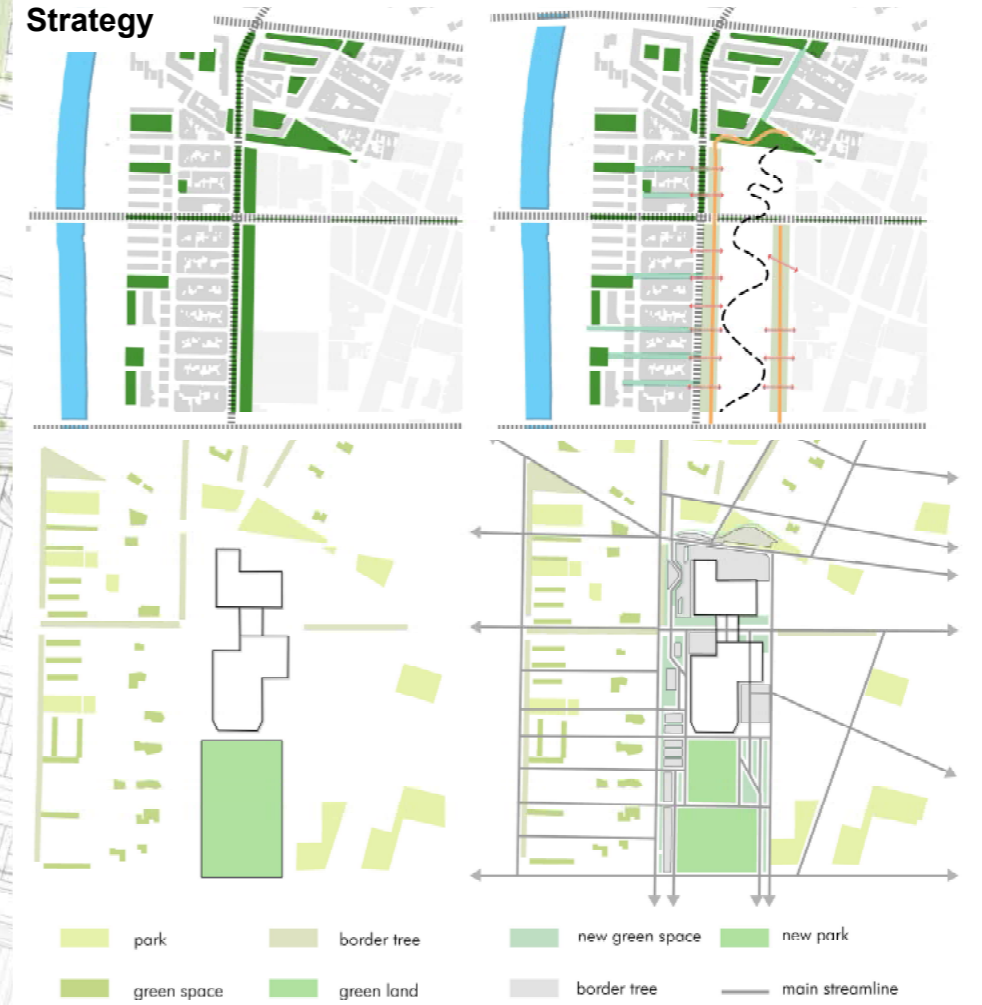 Strategy
park
border tree
new green space
new park
green space
green land
border tree
main streamline